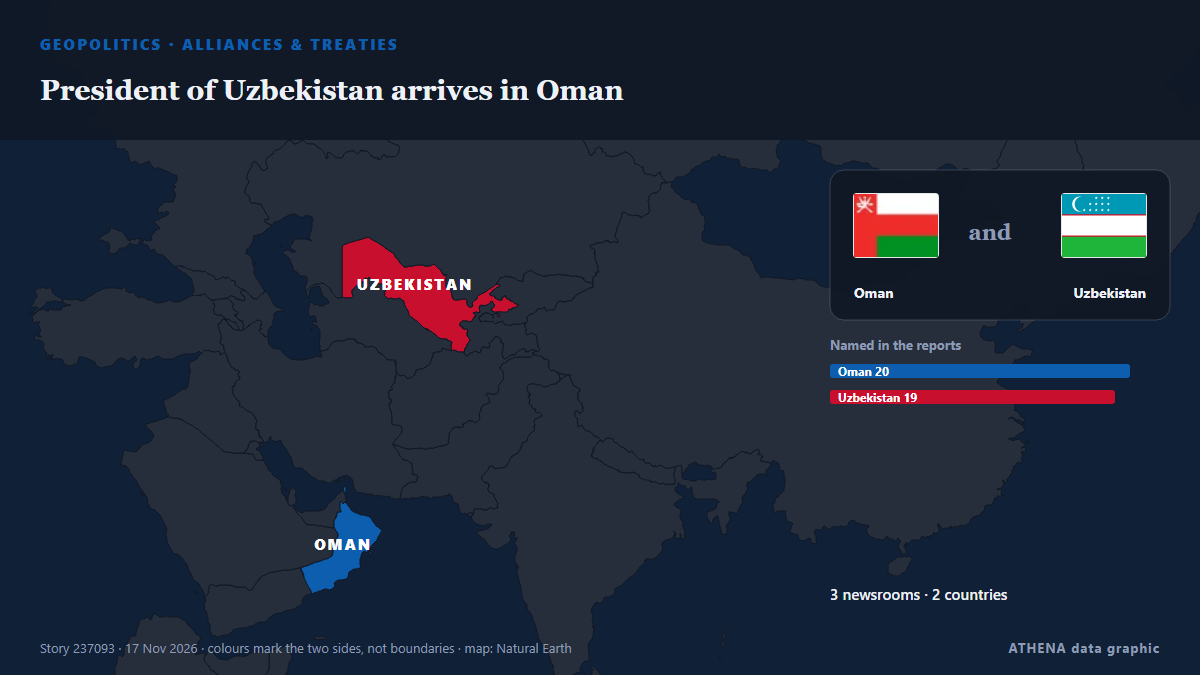 GEOPOLITICS · ALLIANCES & TREATIES
President of Uzbekistan arrives in Oman
and
Oman
Uzbekistan
Named in the reports
Oman 20
Uzbekistan 19
UZBEKISTAN
OMAN
3 newsrooms · 2 countries
Story 237093 · 17 Nov 2026 · colours mark the two sides, not boundaries · map: Natural Earth
ATHENA data graphic